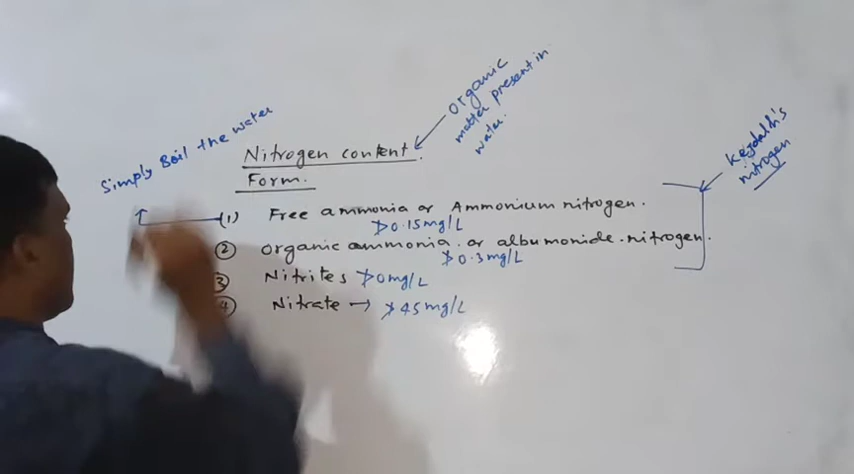 Simply Boil the water
Nitrogen content
Form.
Organic
matter present in
water.
Kejdalh's
nitrogen
(1) Free ammonia or Ammonium nitrogen.
≯0.15mg/L
② Organic ammonia. or albumonide. nitrogen.
≯0.3mg/L
③ Nitrites ≯0mg/L
④ Nitrate → ≯45mg/L